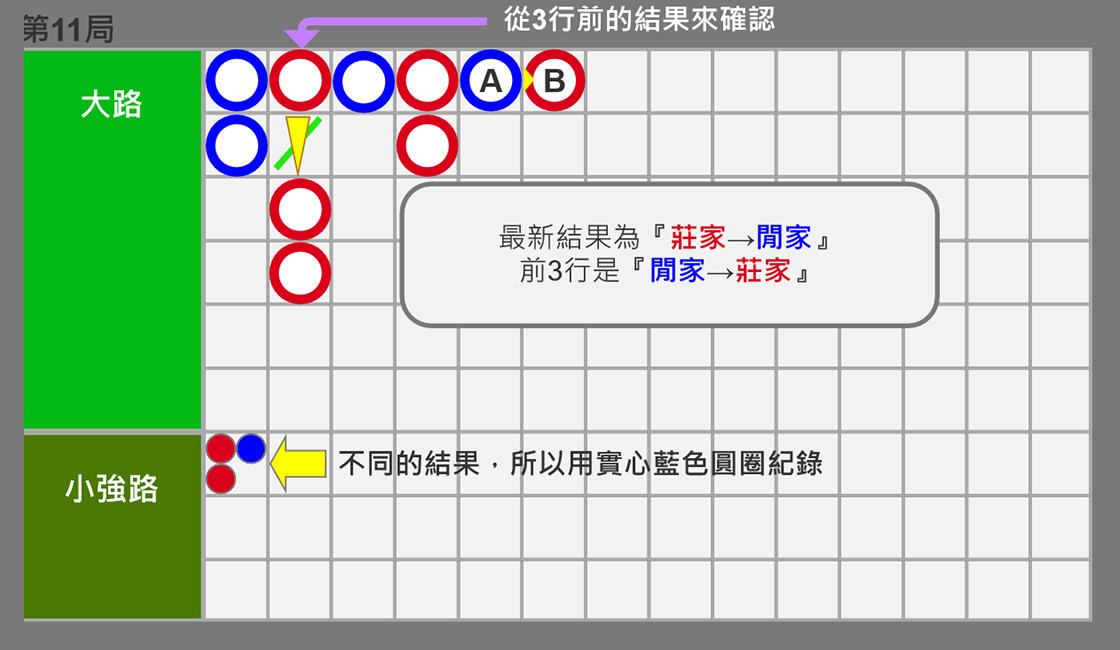 第11局
從3行前的結果來確認
大路
A
B
最新結果為『莊家→閒家』
前3行是『閒家→莊家』
小強路
不同的結果，所以用實心藍色圓圈紀錄